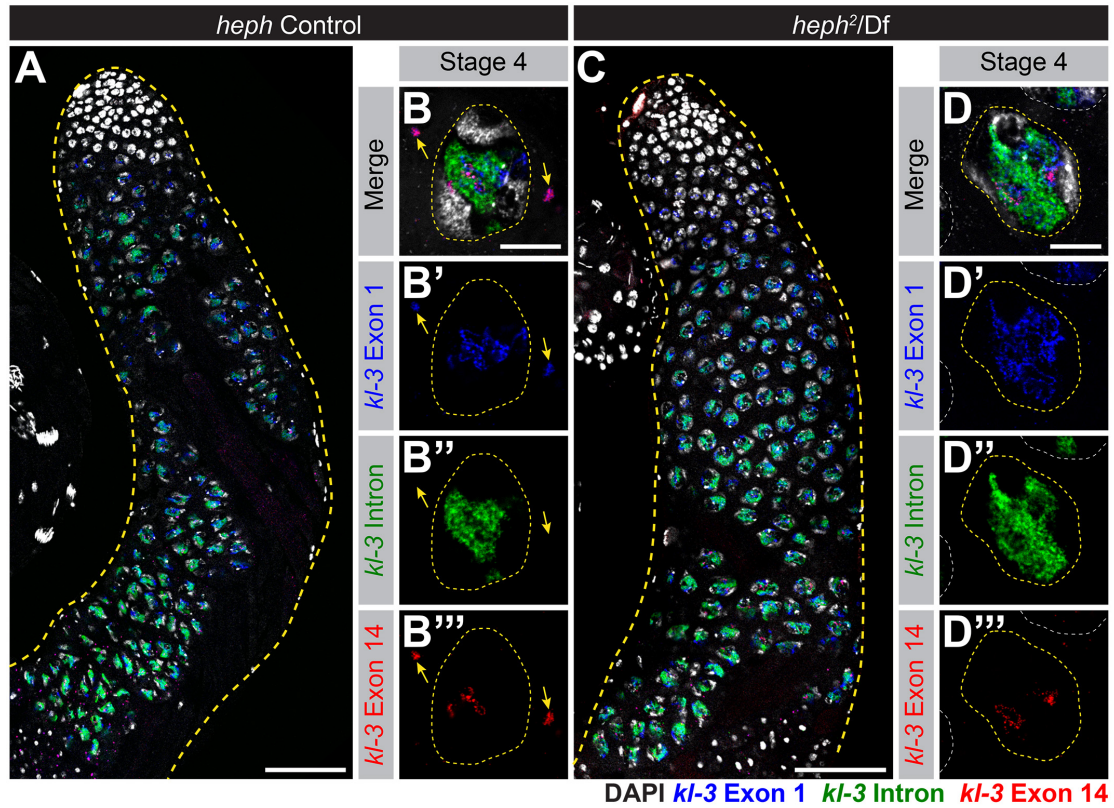 heph Control
heph²/Df
A
Stage 4
C
Stage 4
Merge
B
Merge
D
kl-3 Exon 1
B'
kl-3 Exon 1
D'
kl-3 Intron
B''
kl-3 Intron
D''
kl-3 Exon 14
B'''
kl-3 Exon 14
D'''
DAPI kl-3 Exon 1 kl-3 Intron kl-3 Exon 14